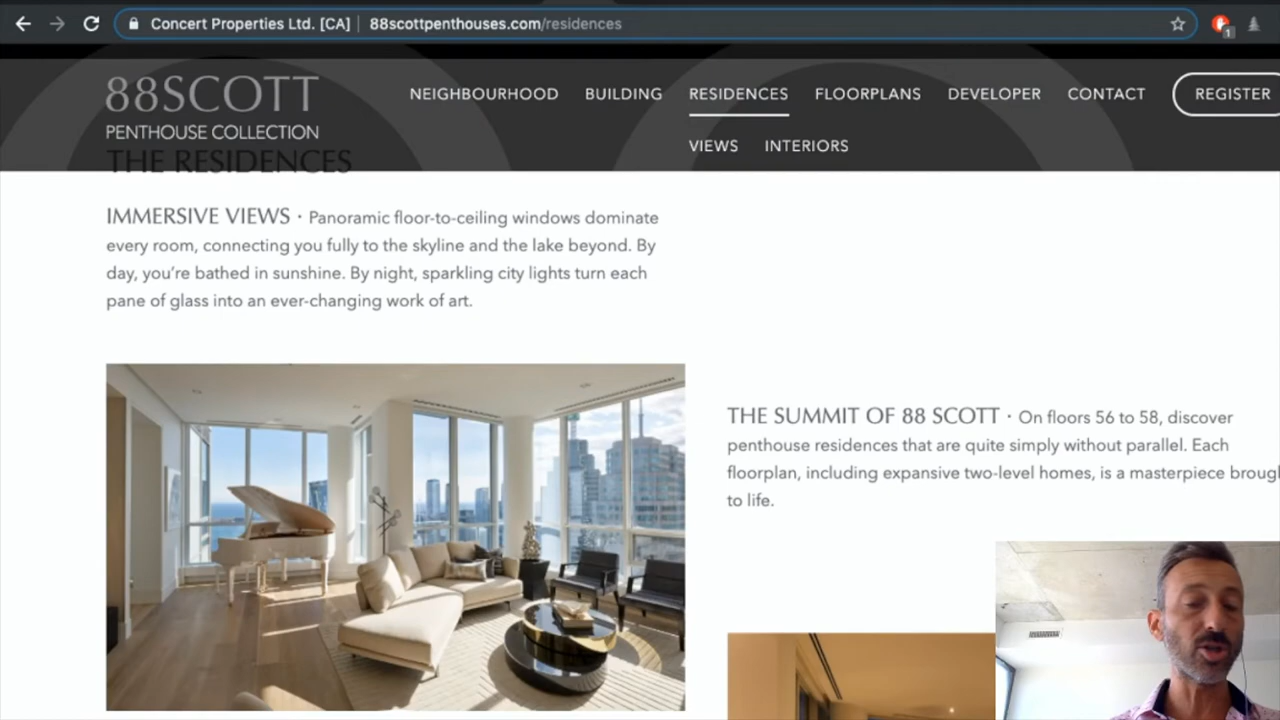 Concert Properties Ltd. [CA] | 88scottpenthouses.com/residences
1
88SCOTT
PENTHOUSE COLLECTION
NEIGHBOURHOOD BUILDING RESIDENCES FLOORPLANS DEVELOPER CONTACT REGISTER
VIEWS INTERIORS
THE RESIDENCES
IMMERSIVE VIEWS · Panoramic floor-to-ceiling windows dominate
every room, connecting you fully to the skyline and the lake beyond. By
day, you’re bathed in sunshine. By night, sparkling city lights turn each
pane of glass into an ever-changing work of art.
THE SUMMIT OF 88 SCOTT · On floors 56 to 58, discover
penthouse residences that are quite simply without parallel. Each
floorplan, including expansive two-level homes, is a masterpiece brough
to life.